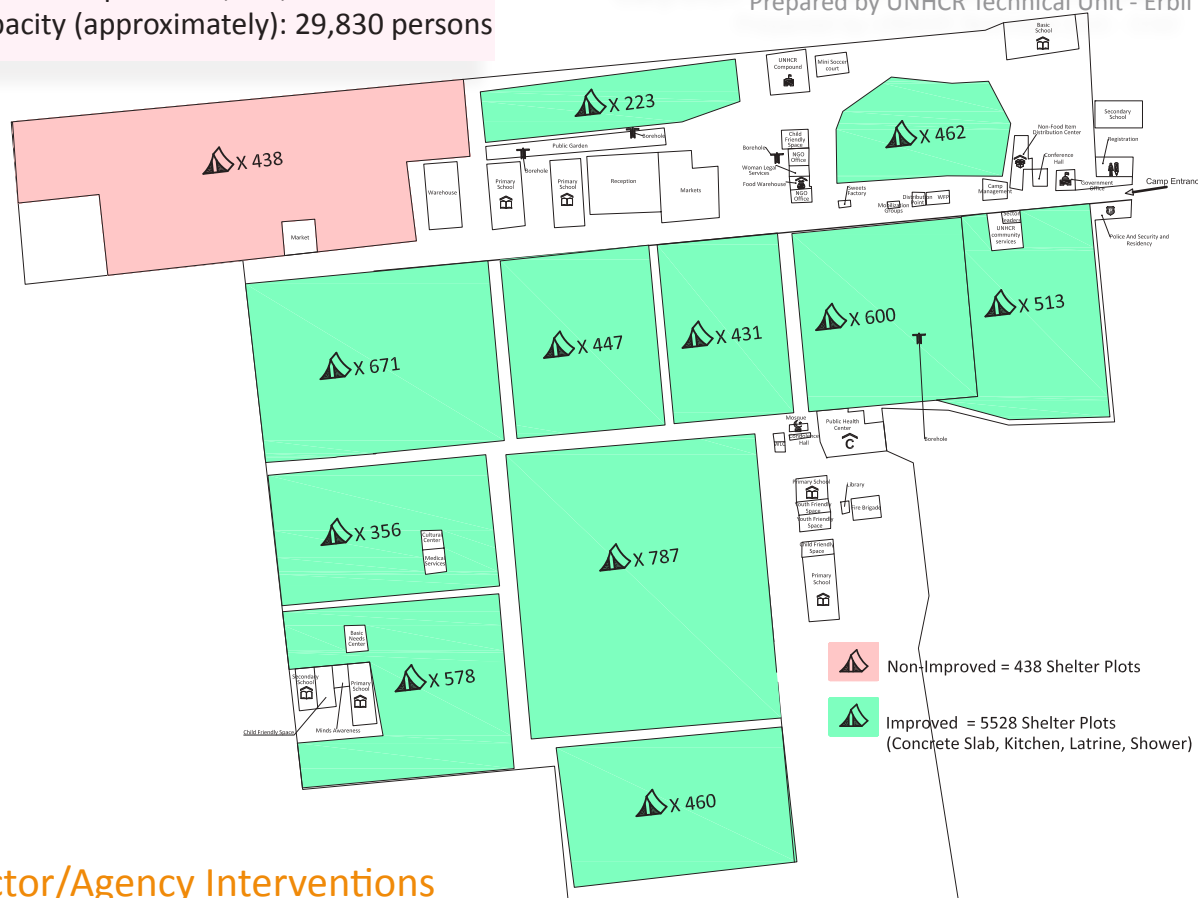 pacity (approximately): 29,830 persons
Prepared by UNHCR Technical Unit - Erbil
Basic
School
UNHCR
Compound
Mini Soccer
court
X 223
X 438
X 462
Public Garden
Borehole
Borehole
Child
Friendly
Space
NGO
Office
Borehole
Woman Legal
Services
Food Warehouse
NGO
Office
Non-Food Item
Distribution Center
Conference
Hall
Secondary
School
Registration
Government
Office
Camp Entranc
Camp
Management
Sweets
Factory
Mobilization
Groups
Distribution
Point
WFP
Warehouse
Primary
School
Primary
School
Reception
Markets
Market
Sector
leaders
UNHCR
community
services
Police And Security and
Residency
X 671
X 447
X 431
X 600
X 513
Mosque
Conference
Hall
Public Health
Center
C
Borehole
Primary School
Youth Friendly
Space
Youth Friendly
Space
Library
Fire Brigade
Child Friendly
Space
Primary
School
X 356
Cultural
Center
Medical
Services
X 787
Basic
Needs
Center
X 578
Secondary
School
Primary
School
Child Friendly Space
Minds Awareness
X 460
Non-Improved = 438 Shelter Plots
Improved = 5528 Shelter Plots
(Concrete Slab, Kitchen, Latrine, Shower)
ctor/Agency Interventions